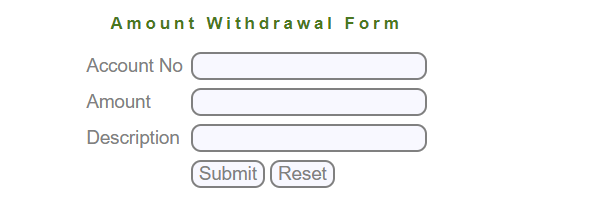 Amount Withdrawal Form
Account No
Amount
Description
Submit Reset